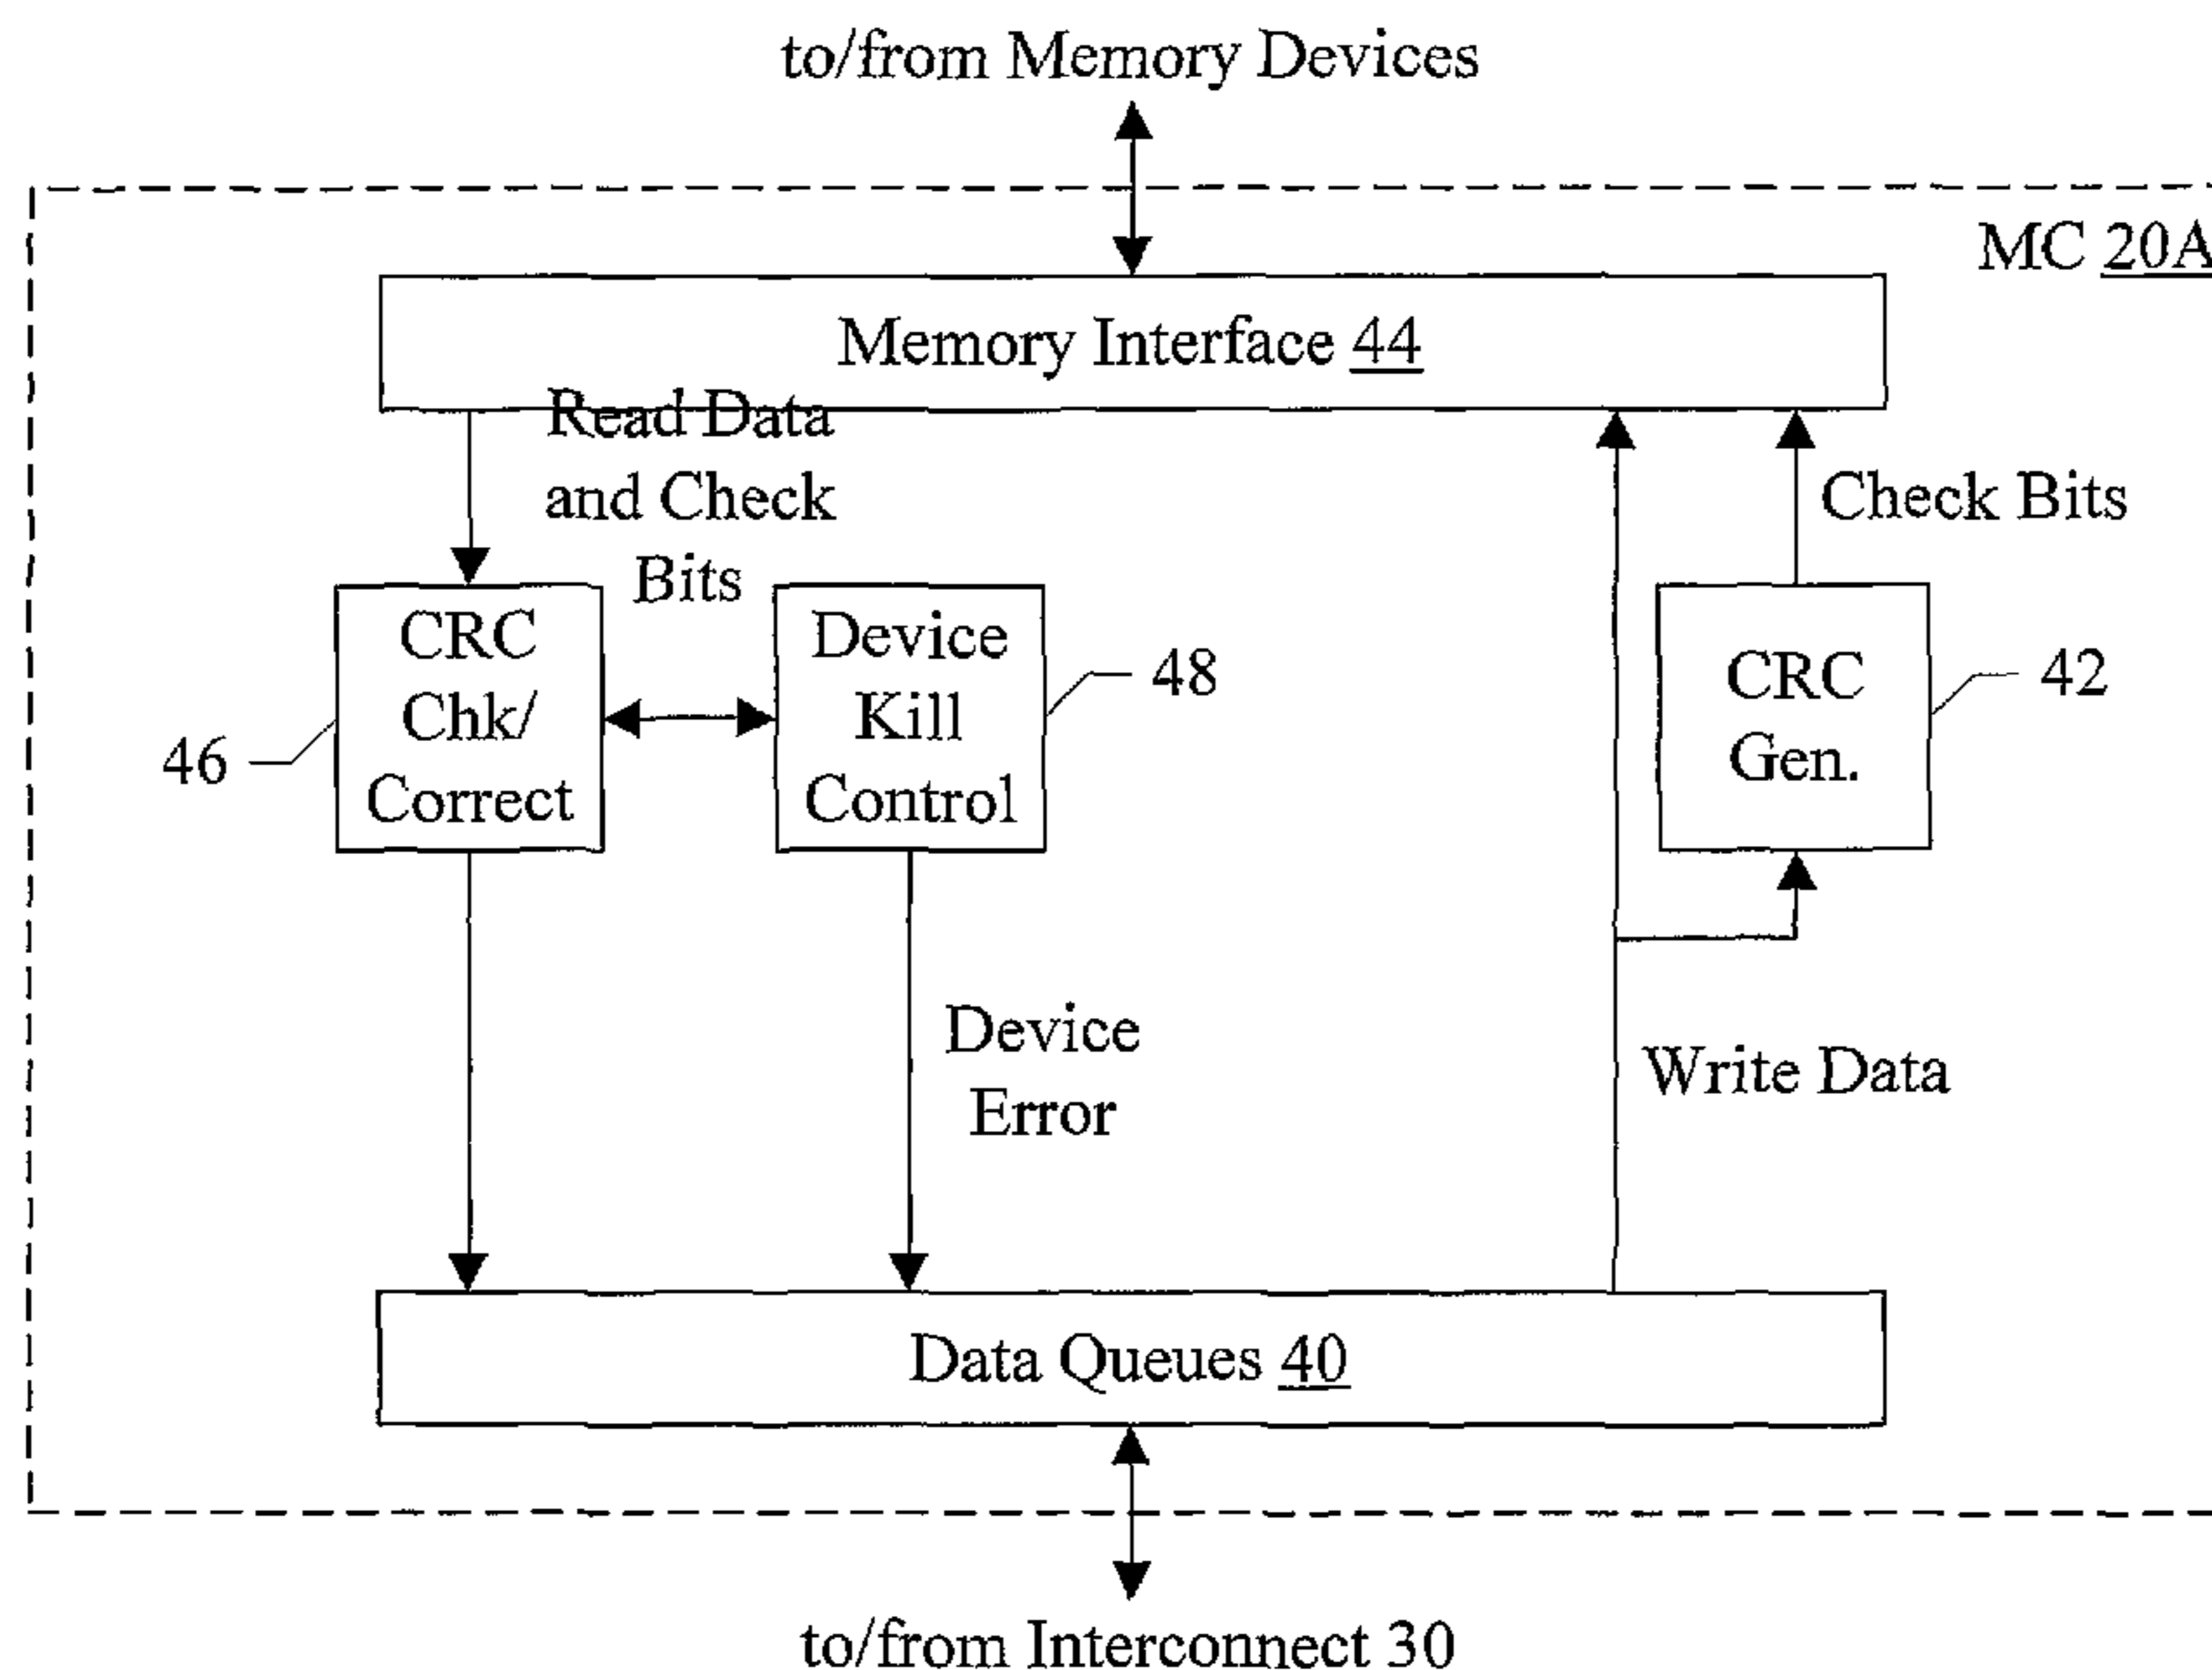 to/from Memory Devices
MC 20A
Memory Interface 44
Read Data
and Check
Bits
Check Bits
CRC
Chk/
Correct
46
Device
Kill
Control
48
CRC
Gen.
42
Device
Error
Write Data
Data Queues 40
to/from Interconnect 30